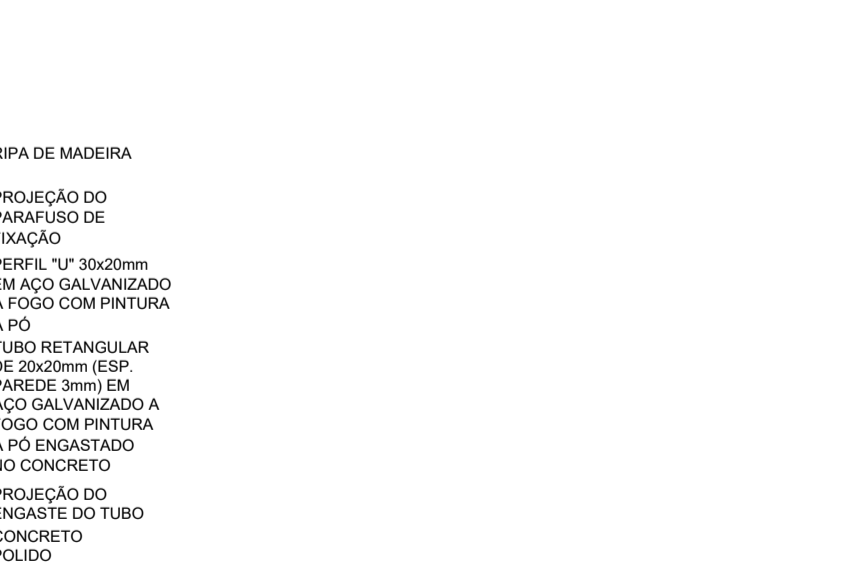 RIPA DE MADEIRA
PROJEÇÃO DO
PARAFUSO DE
FIXAÇÃO
PERFIL "U" 30x20mm
EM AÇO GALVANIZADO
A FOGO COM PINTURA
A PÓ
TUBO RETANGULAR
DE 20x20mm (ESP.
PAREDE 3mm) EM
AÇO GALVANIZADO A
FOGO COM PINTURA
A PÓ ENGASTADO
NO CONCRETO
PROJEÇÃO DO
ENGASTE DO TUBO
CONCRETO
POLIDO